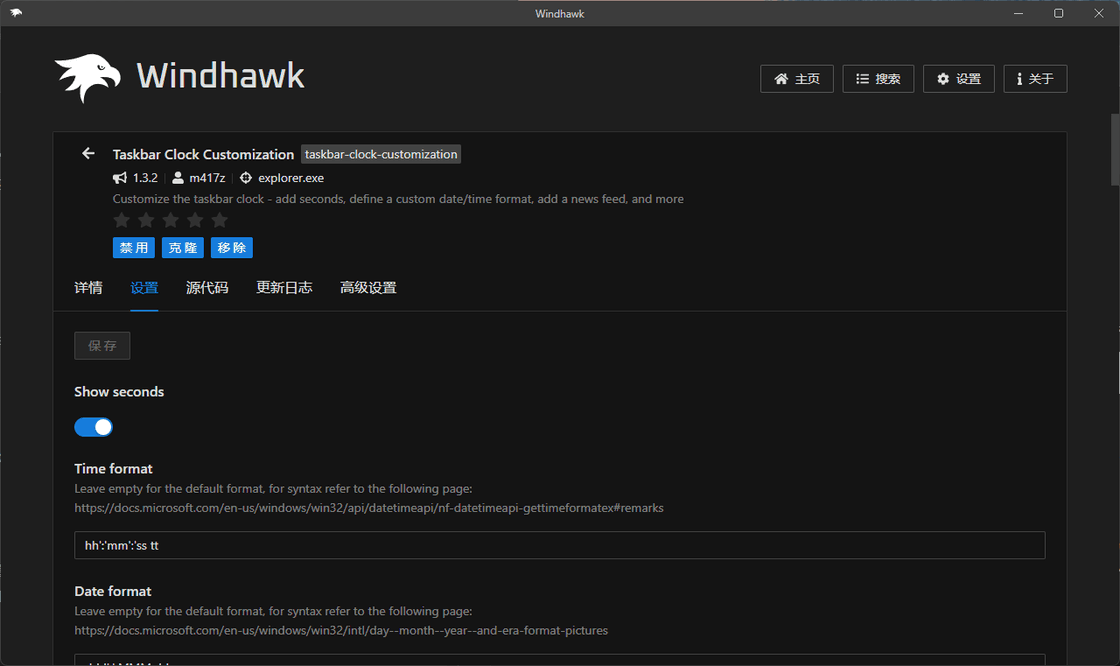 Windhawk
Windhawk
主页 搜索 设置 关于
Taskbar Clock Customization taskbar-clock-customization
1.3.2 m417z explorer.exe
Customize the taskbar clock - add seconds, define a custom date/time format, add a news feed, and more
禁用 克隆 移除
详情 设置 源代码 更新日志 高级设置
保存
Show seconds
Time format
Leave empty for the default format, for syntax refer to the following page:
https://docs.microsoft.com/en-us/windows/win32/api/datetimeapi/nf-datetimeapi-gettimeformatex#remarks
hh':'mm':'ss tt
Date format
Leave empty for the default format, for syntax refer to the following page:
https://docs.microsoft.com/en-us/windows/win32/intl/day--month--year--and-era-format-pictures